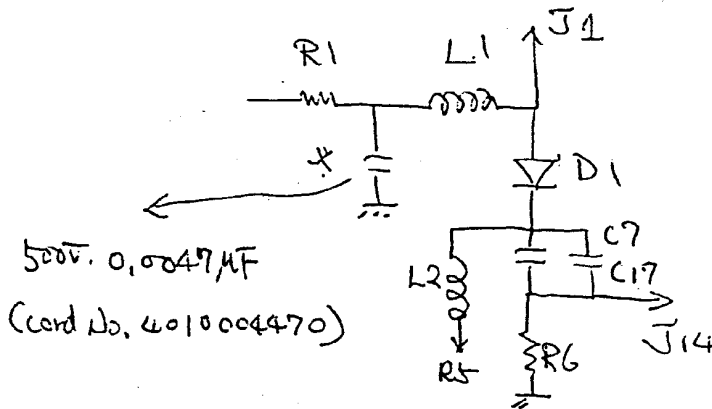 J1
R1
L1
*
D1
500V. 0.0047μF
(Cord No. 4010004470)
C7
C17
L2
J14
R5
R6